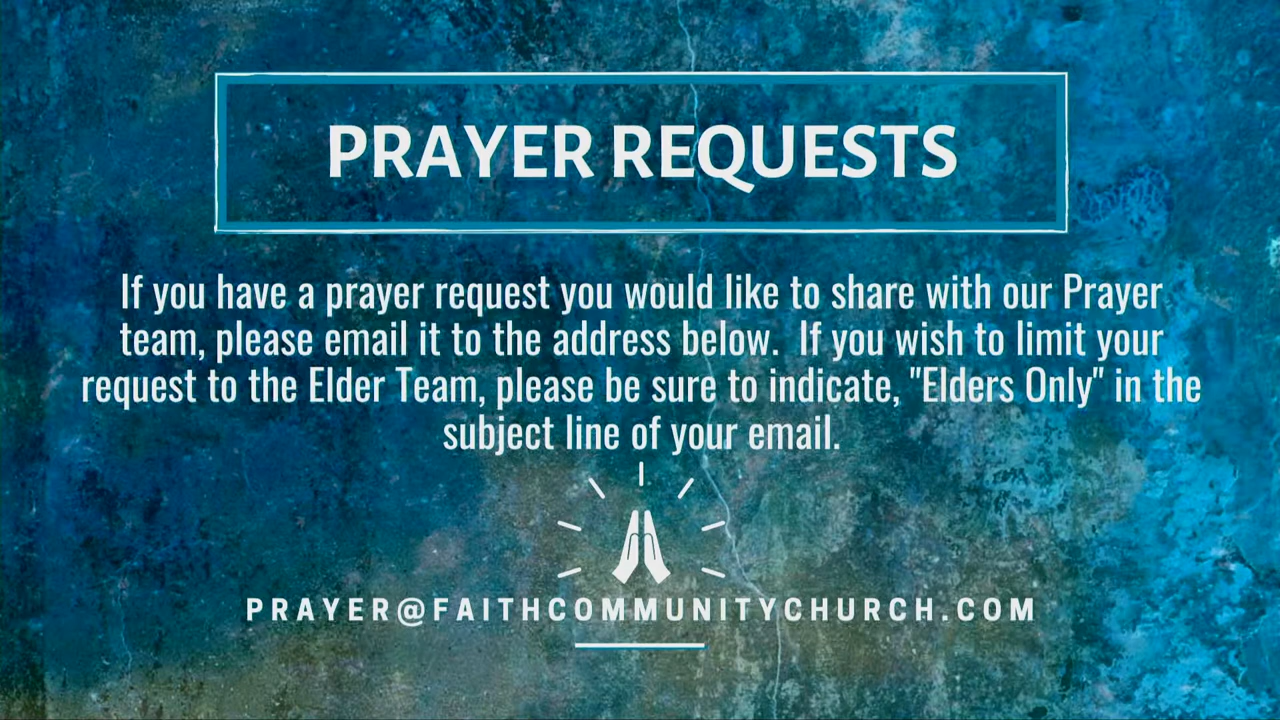 PRAYER REQUESTS
If you have a prayer request you would like to share with our Prayer
team, please email it to the address below.  If you wish to limit your
request to the Elder Team, please be sure to indicate, "Elders Only" in the
subject line of your email.
PRAYER@FAITHCOMMUNITYCHURCH.COM